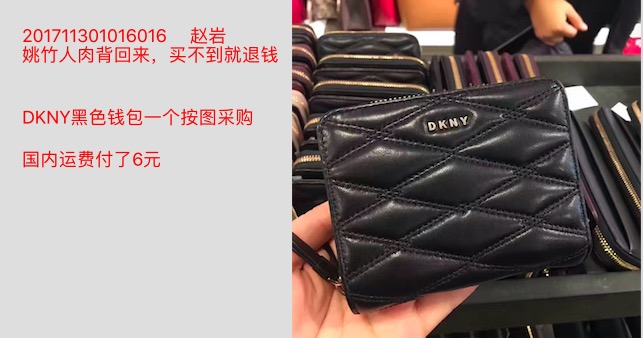 201711301016016 赵岩
姚竹人肉背回来，买不到就退钱
DKNY黑色钱包一个按图采购
国内运费付了6元
DKNY